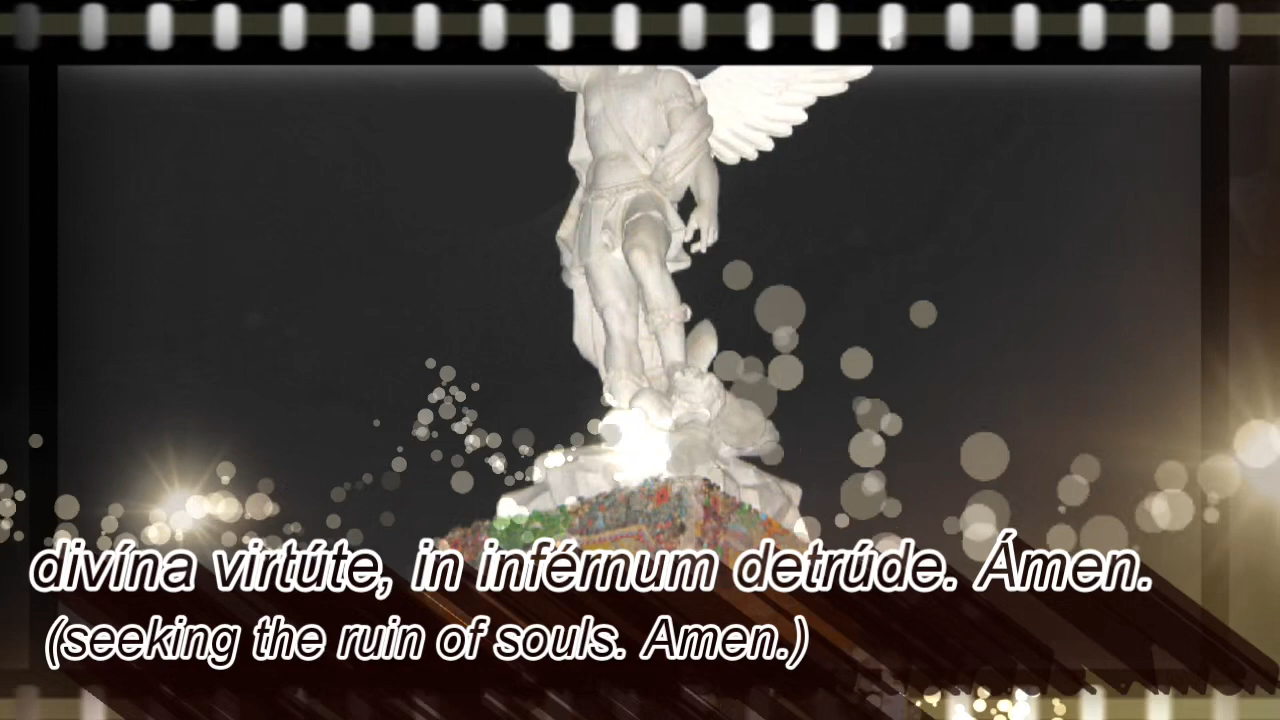 divína virtúte, in inférnum detrúde. Ámen.
(seeking the ruin of souls. Amen.)